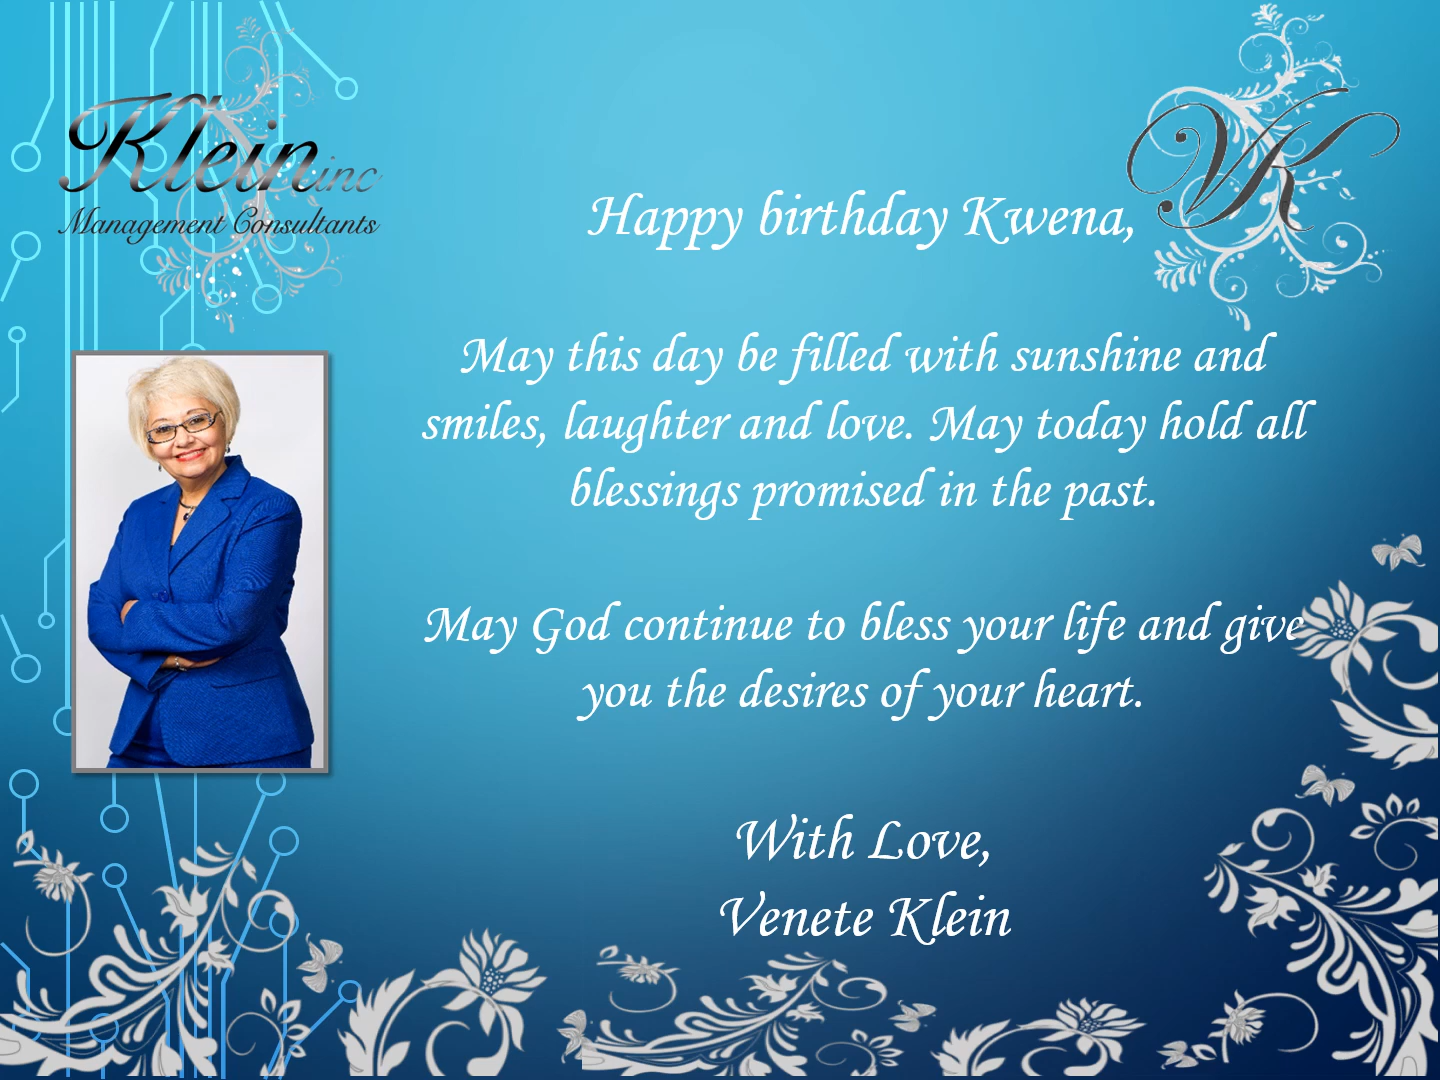 Klein inc
Management Consultants
VK
Happy birthday Kwena,
May this day be filled with sunshine and
smiles, laughter and love. May today hold all
blessings promised in the past.
May God continue to bless your life and give
you the desires of your heart.
With Love,
Venete Klein